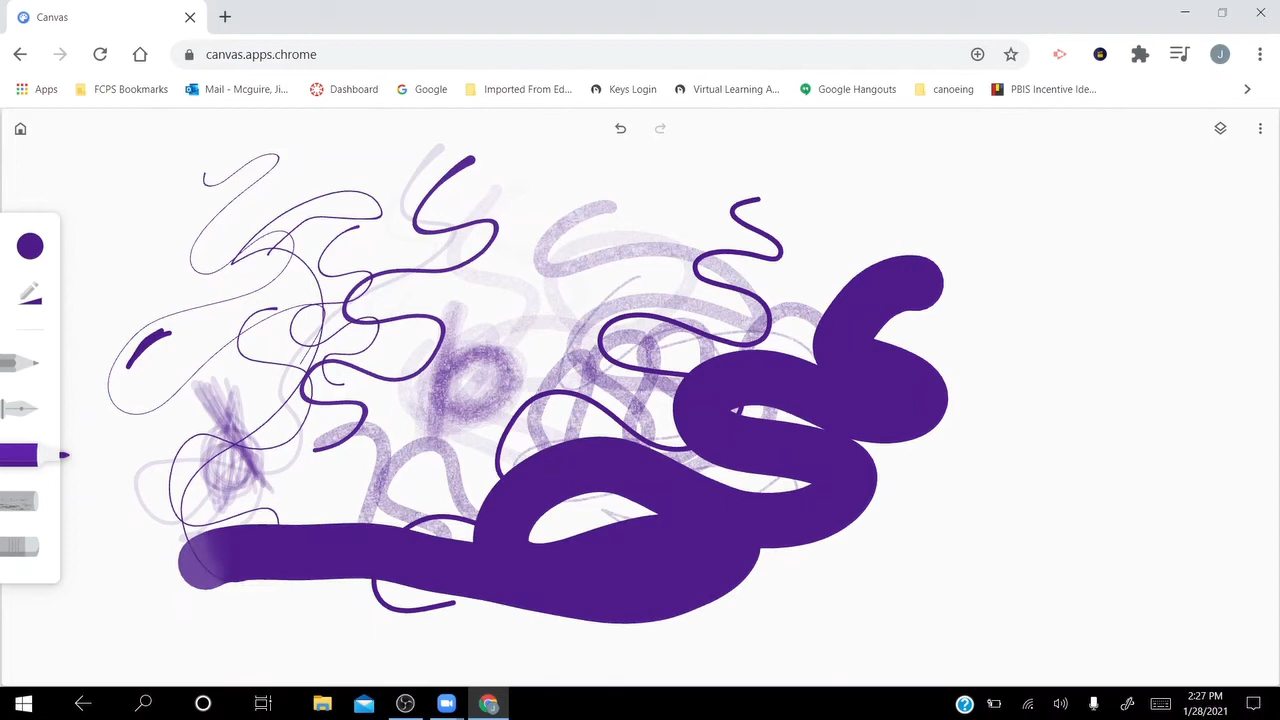 Canvas
canvas.apps.chrome
J
Apps FCPS Bookmarks Mail - Mcguire, Ji... Dashboard Google Imported From Ed... Keys Login Virtual Learning A... Google Hangouts canoeing PBIS Incentive Ide...
2:27 PM
1/28/2021